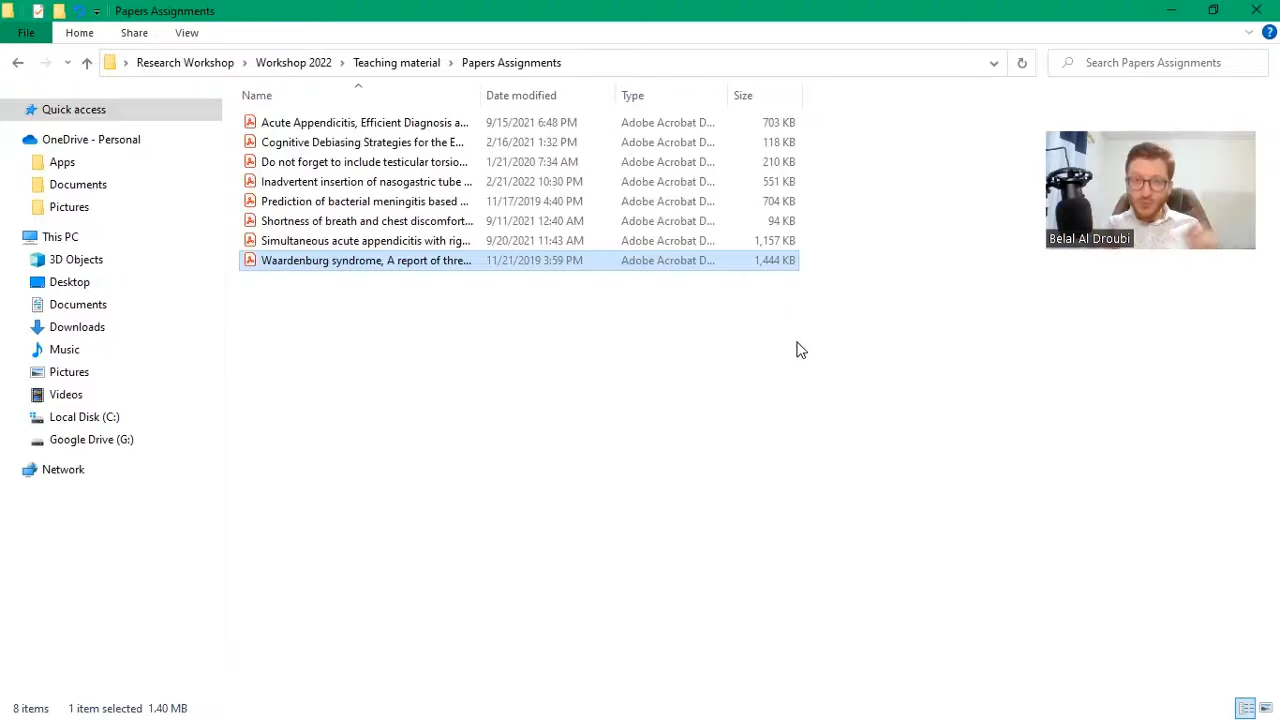 Papers Assignments
File Home Share View
Research Workshop > Workshop 2022 > Teaching material > Papers Assignments
Search Papers Assignments
Name Date modified Type Size
Quick access
OneDrive - Personal
Apps
Documents
Pictures
This PC
3D Objects
Desktop
Documents
Downloads
Music
Pictures
Videos
Local Disk (C:)
Google Drive (G:)
Network
Acute Appendicitis, Efficient Diagnosis a... 9/15/2021 6:48 PM Adobe Acrobat D... 703 KB
Cognitive Debiasing Strategies for the E... 2/16/2021 1:32 PM Adobe Acrobat D... 118 KB
Do not forget to include testicular torsio... 1/21/2020 7:34 AM Adobe Acrobat D... 210 KB
Inadvertent insertion of nasogastric tube ... 2/21/2022 10:30 PM Adobe Acrobat D... 551 KB
Prediction of bacterial meningitis based ... 11/17/2019 4:40 PM Adobe Acrobat D... 704 KB
Shortness of breath and chest discomfort... 9/11/2021 12:40 AM Adobe Acrobat D... 94 KB
Simultaneous acute appendicitis with rig... 9/20/2021 11:43 AM Adobe Acrobat D... 1,157 KB
Waardenburg syndrome, A report of thre... 11/21/2019 3:59 PM Adobe Acrobat D... 1,444 KB
Belal Al Droubi
8 items 1 item selected 1.40 MB